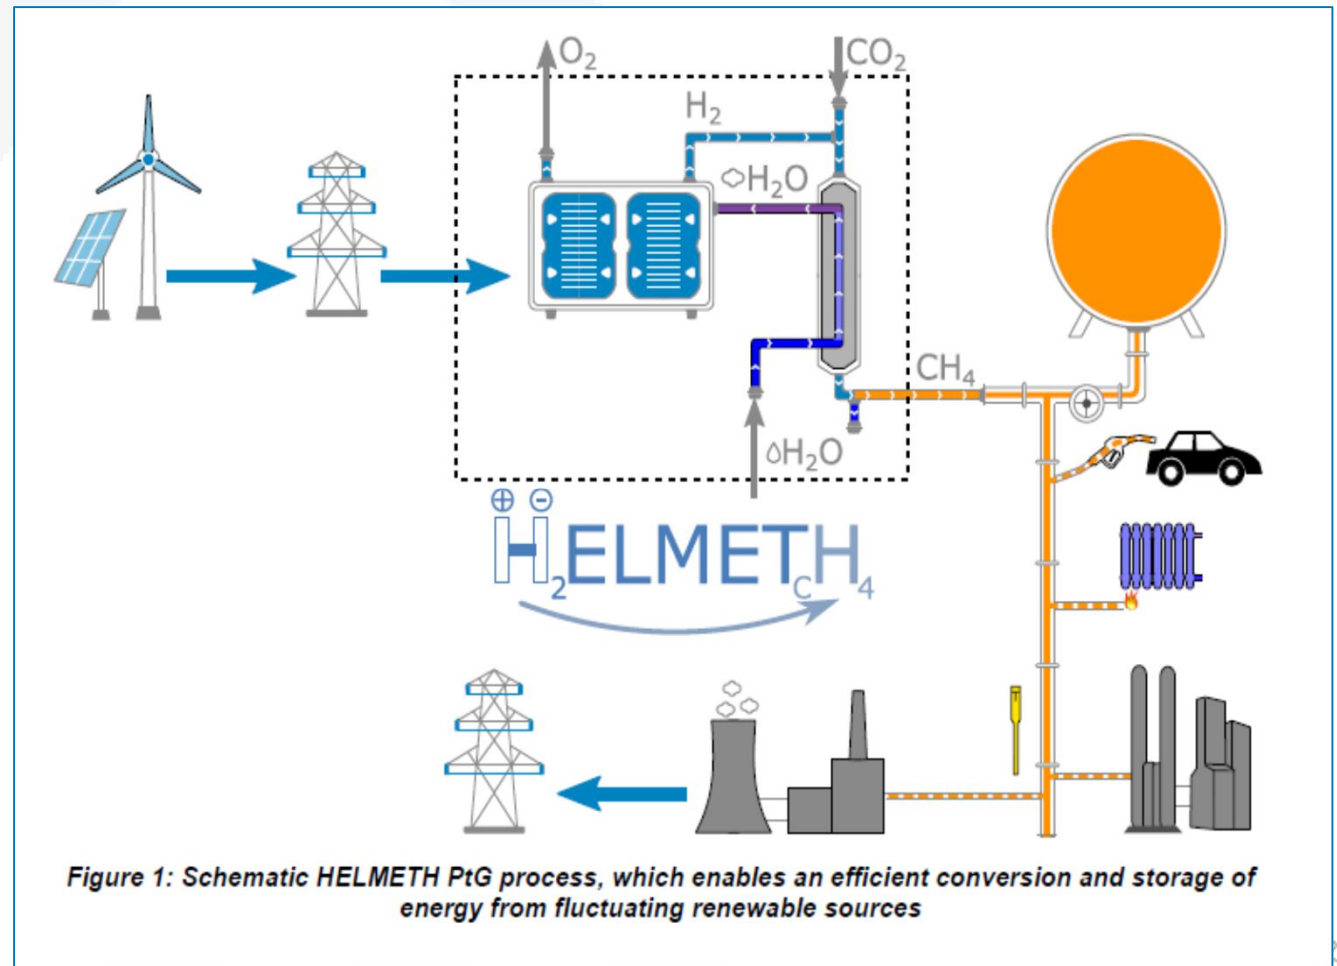 O₂
CO₂
H₂
H₂O
CH₄
H₂O
H₂ELMETCH₄
Figure 1: Schematic HELMETH PtG process, which enables an efficient conversion and storage of
energy from fluctuating renewable sources